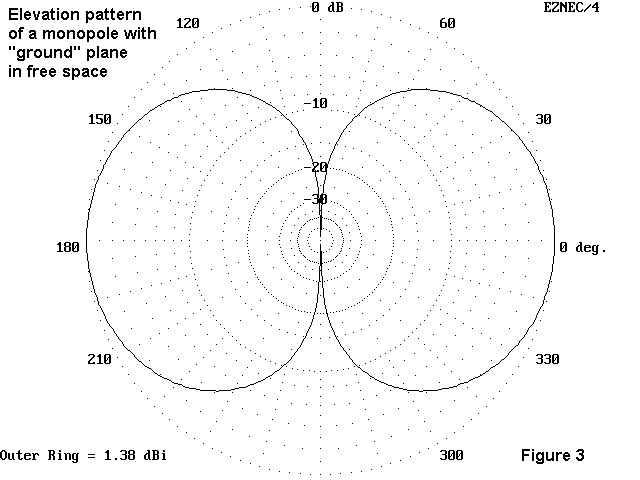 Elevation pattern
of a monopole with
"ground" plane
in free space
0 dB
EZNEC/4
120
60
-10
150
30
-20
-30
180
0 deg.
210
330
Outer Ring = 1.38 dBi
300
Figure 3